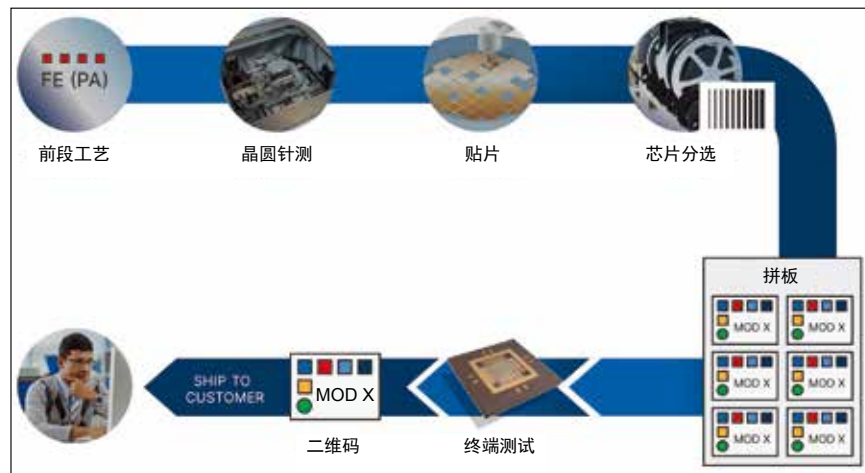 FE (PA)
前段工艺
晶圆针测
贴片
芯片分选
拼板
MOD X
MOD X
MOD X
MOD X
MOD X
MOD X
SHIP TO
CUSTOMER
MOD X
二维码
终端测试